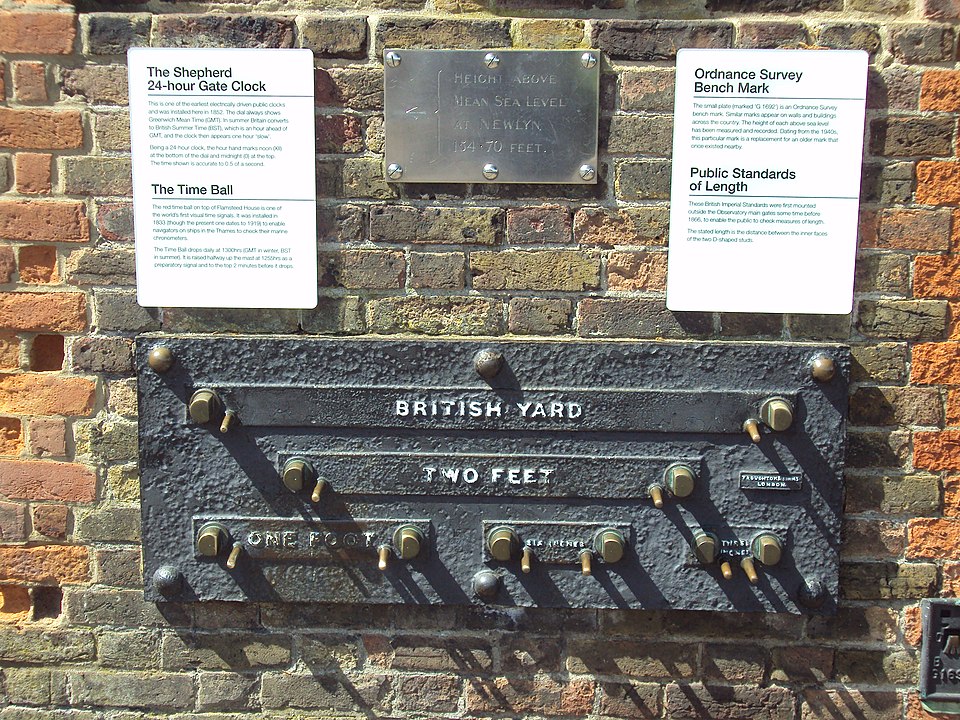 The Shepherd
24-hour Gate Clock
This is one of the earliest electrically driven public clocks
and was installed here in 1852. The dial always shows
Greenwich Mean Time (GMT). In summer Britain converts
to British Summer Time (BST), which is an hour ahead of
GMT, and the clock then appears one hour 'slow'.
Being a 24 hour clock, the hour hand marks noon (XII)
at the bottom of the dial and midnight (0) at the top.
The time shown is accurate to 0.5 of a second.
The Time Ball
The red time ball on top of Flamsteed House is one of
the world's first visual time signals. It was installed in
1833 (though the present one dates to 1919) to enable
navigators on ships in the Thames to check their marine
chronometers.
The Time Ball drops daily at 1300hrs (GMT in winter, BST
in summer). It is raised halfway up the mast at 1255hrs as a
preparatory signal and to the top 2 minutes before it drops.
HEIGHT ABOVE
MEAN SEA LEVEL
AT NEWLYN
154·70 FEET.
Ordnance Survey
Bench Mark
The small plate (marked 'G 1692') is an Ordnance Survey
bench mark. Similar marks appear on walls and buildings
across the country. The height of each above sea level
has been measured and recorded. Dating from the 1940s,
this particular mark is a replacement for an older mark that
once existed nearby.
Public Standards
of Length
These British Imperial Standards were first mounted
outside the Observatory main gates some time before
1866, to enable the public to check measures of length.
The stated length is the distance between the inner faces
of the two D-shaped studs.
BRITISH YARD
TWO FEET
TROUGHTON & SIMMS
LONDON.
ONE FOOT
SIX INCHES
THREE
INCHES